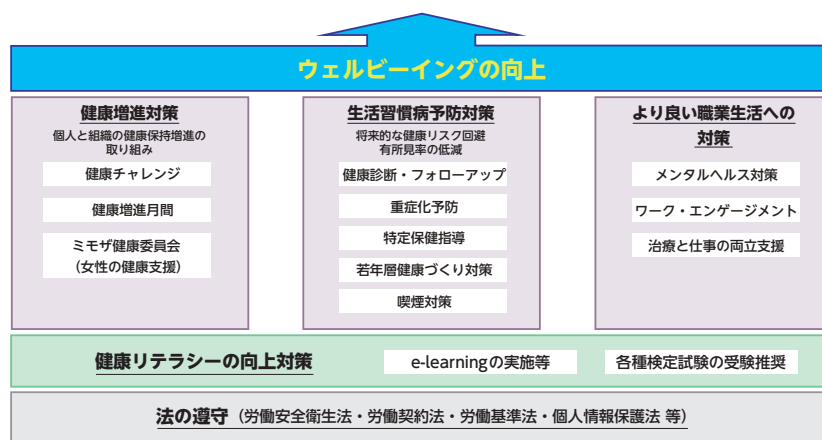 ウェルビーイングの向上
健康増進対策
個人と組織の健康保持増進の
取り組み
健康チャレンジ
健康増進月間
ミモザ健康委員会
（女性の健康支援）
生活習慣病予防対策
将来的な健康リスク回避
有所見率の低減
健康診断・フォローアップ
重症化予防
特定保健指導
若年層健康づくり対策
喫煙対策
より良い職業生活への
対策
メンタルヘルス対策
ワーク・エンゲージメント
治療と仕事の両立支援
健康リテラシーの向上対策 e-learningの実施等 各種検定試験の受験推奨
法の遵守（労働安全衛生法・労働契約法・労働基準法・個人情報保護法 等）